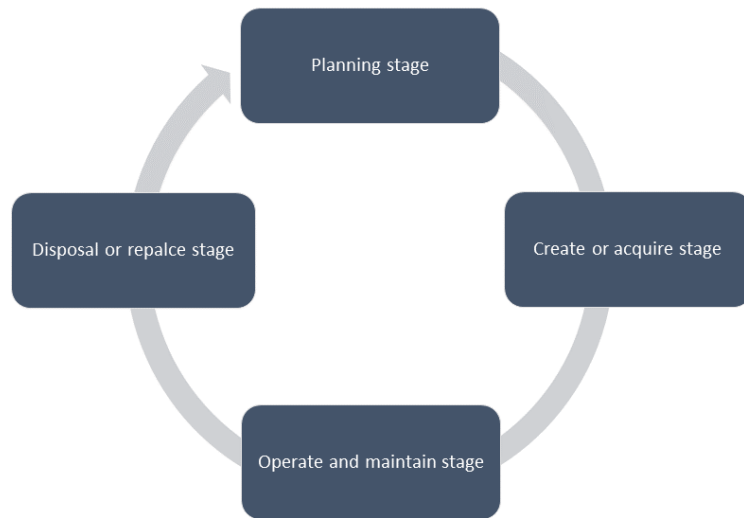 Planning stage
Create or acquire stage
Operate and maintain stage
Disposal or repalce stage